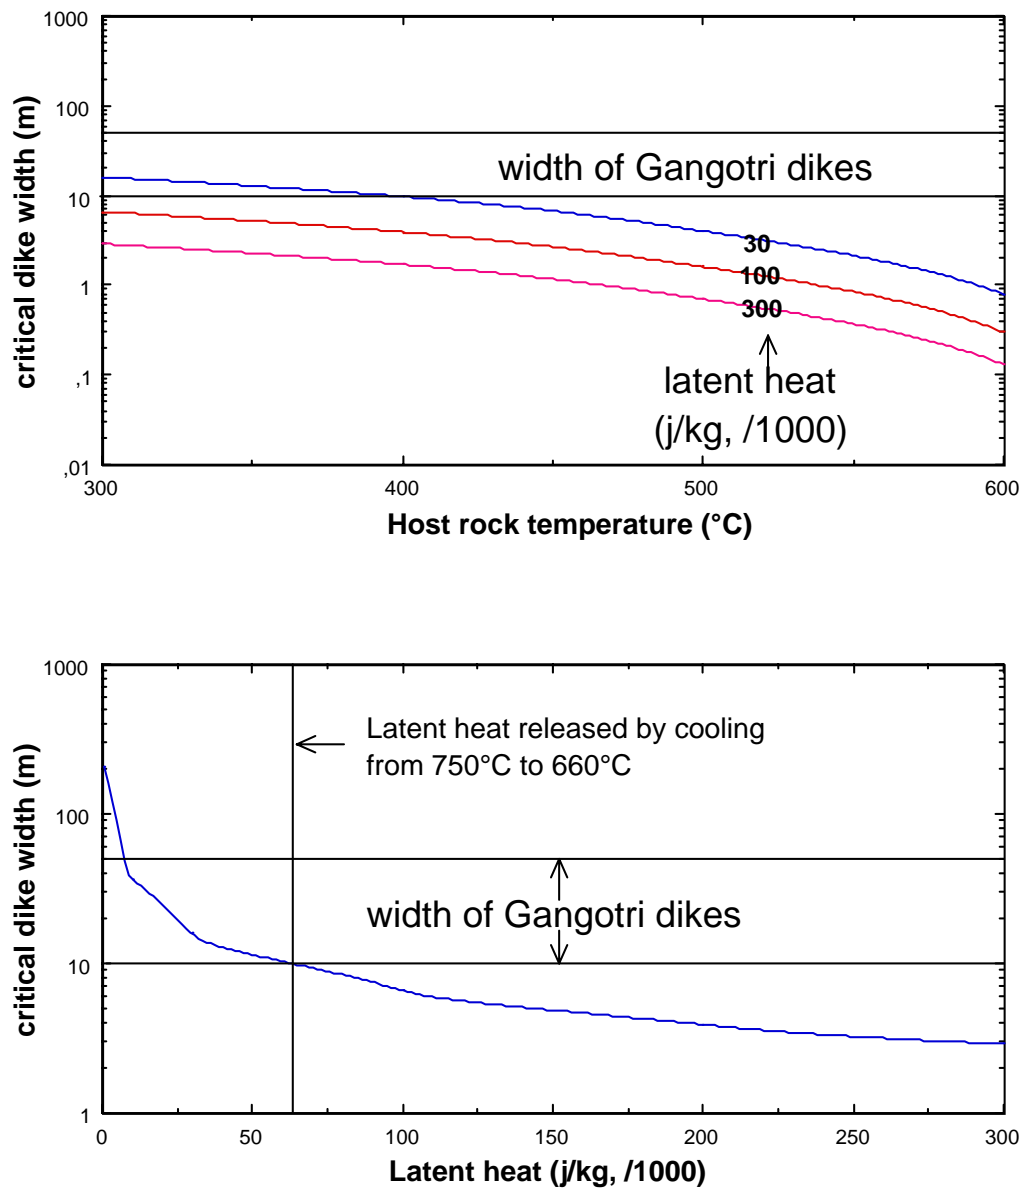 1000
100
10
1
,1
,01
critical dike width (m)
width of Gangotri dikes
30
100
300
latent heat
(j/kg, /1000)
300
400
500
600
Host rock temperature (°C)
1000
100
10
1
critical dike width (m)
Latent heat released by cooling
from 750°C to 660°C
width of Gangotri dikes
0
50
100
150
200
250
300
Latent heat (j/kg, /1000)